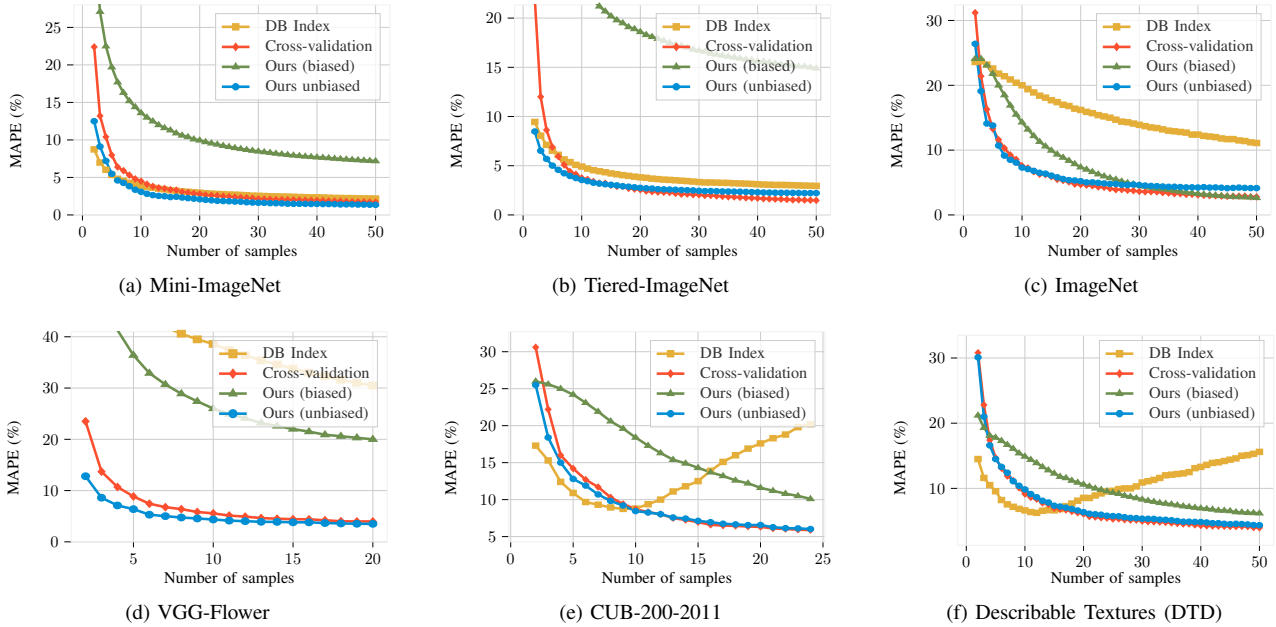 25
20
15
10
5
0
MAPE (%)
0
10
20
30
40
50
Number of samples
DB Index
Cross-validation
Ours (biased)
Ours unbiased
(a) Mini-ImageNet
20
15
10
5
0
MAPE (%)
0
10
20
30
40
50
Number of samples
DB Index
Cross-validation
Ours (biased)
Ours (unbiased)
(b) Tiered-ImageNet
30
20
10
0
MAPE (%)
0
10
20
30
40
50
Number of samples
DB Index
Cross-validation
Ours (biased)
Ours (unbiased)
(c) ImageNet
40
30
20
10
0
MAPE (%)
5
10
15
20
Number of samples
DB Index
Cross-validation
Ours (biased)
Ours (unbiased)
(d) VGG-Flower
30
25
20
15
10
5
MAPE (%)
0
5
10
15
20
25
Number of samples
DB Index
Cross-validation
Ours (biased)
Ours (unbiased)
(e) CUB-200-2011
30
20
10
MAPE (%)
0
10
20
30
40
50
Number of samples
DB Index
Cross-validation
Ours (biased)
Ours (unbiased)
(f) Describable Textures (DTD)